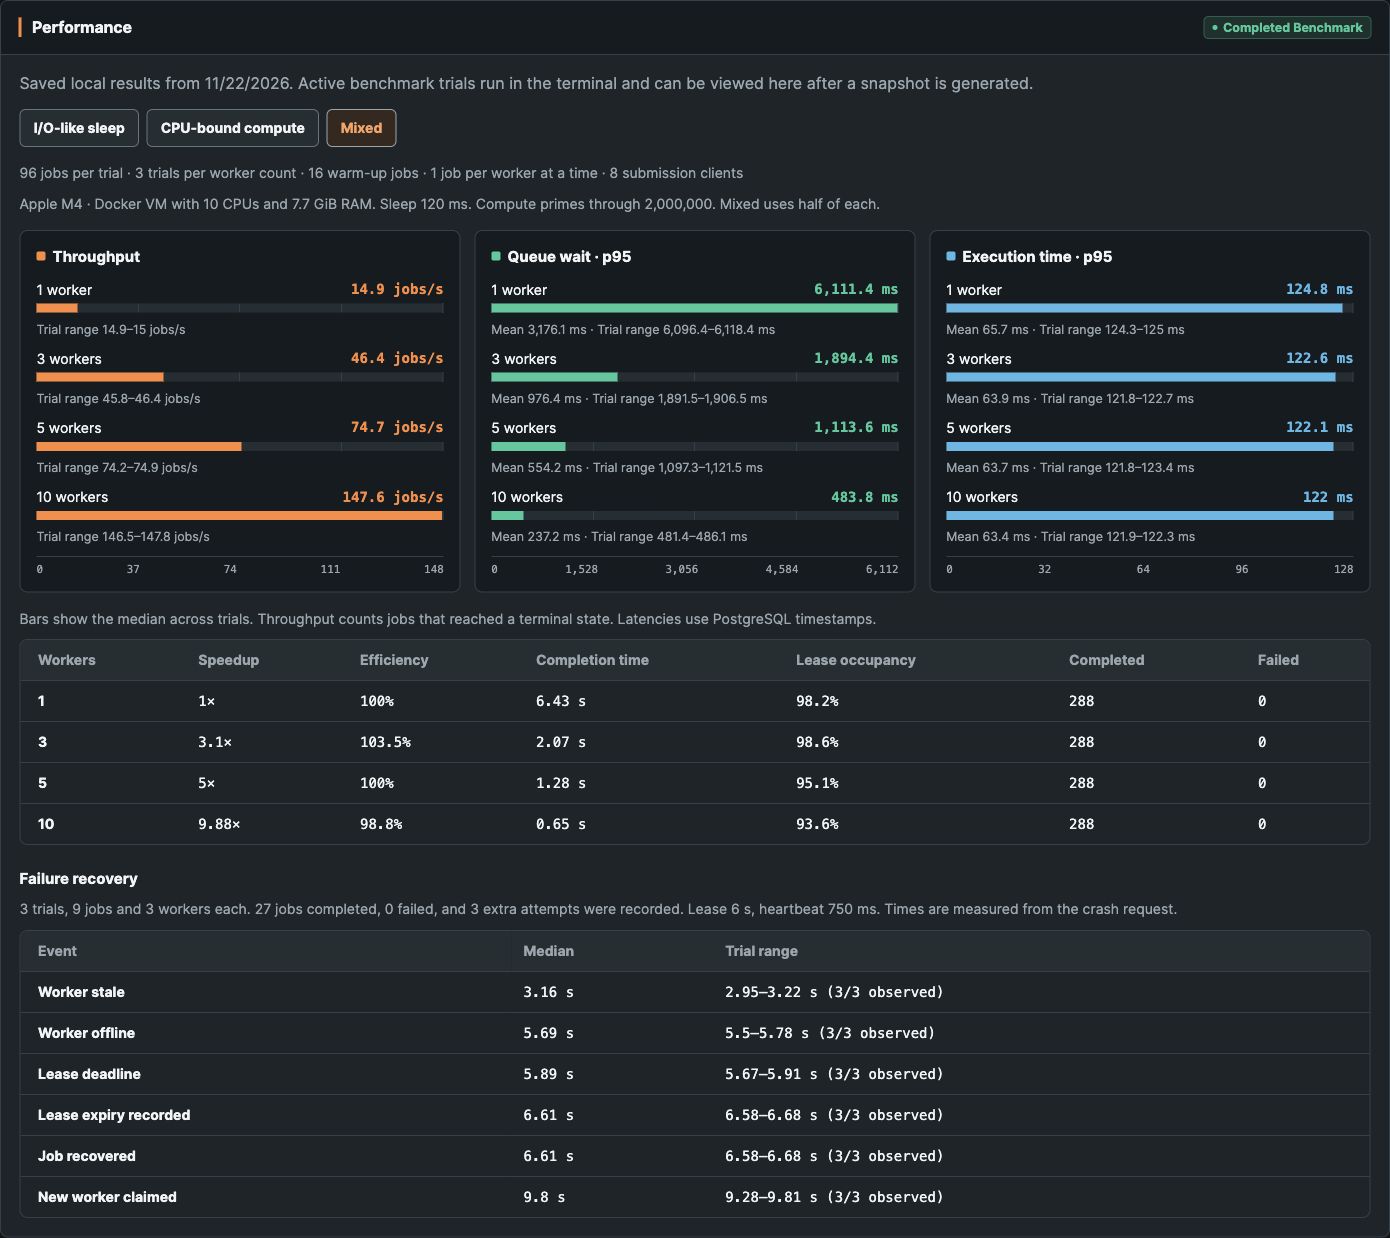 Performance
• Completed Benchmark
Saved local results from 11/22/2026. Active benchmark trials run in the terminal and can be viewed here after a snapshot is generated.
I/O-like sleep
CPU-bound compute
Mixed
96 jobs per trial · 3 trials per worker count · 16 warm-up jobs · 1 job per worker at a time · 8 submission clients
Apple M4 · Docker VM with 10 CPUs and 7.7 GiB RAM. Sleep 120 ms. Compute primes through 2,000,000. Mixed uses half of each.
Throughput
1 worker 14.9 jobs/s
Trial range 14.9–15 jobs/s
3 workers 46.4 jobs/s
Trial range 45.8–46.4 jobs/s
5 workers 74.7 jobs/s
Trial range 74.2–74.9 jobs/s
10 workers 147.6 jobs/s
Trial range 146.5–147.8 jobs/s
0 37 74 111 148
Queue wait · p95
1 worker 6,111.4 ms
Mean 3,176.1 ms · Trial range 6,096.4–6,118.4 ms
3 workers 1,894.4 ms
Mean 976.4 ms · Trial range 1,891.5–1,906.5 ms
5 workers 1,113.6 ms
Mean 554.2 ms · Trial range 1,097.3–1,121.5 ms
10 workers 483.8 ms
Mean 237.2 ms · Trial range 481.4–486.1 ms
0 1,528 3,056 4,584 6,112
Execution time · p95
1 worker 124.8 ms
Mean 65.7 ms · Trial range 124.3–125 ms
3 workers 122.6 ms
Mean 63.9 ms · Trial range 121.8–122.7 ms
5 workers 122.1 ms
Mean 63.7 ms · Trial range 121.8–123.4 ms
10 workers 122 ms
Mean 63.4 ms · Trial range 121.9–122.3 ms
0 32 64 96 128
Bars show the median across trials. Throughput counts jobs that reached a terminal state. Latencies use PostgreSQL timestamps.
Workers Speedup Efficiency Completion time Lease occupancy Completed Failed
1 1× 100% 6.43 s 98.2% 288 0
3 3.1× 103.5% 2.07 s 98.6% 288 0
5 5× 100% 1.28 s 95.1% 288 0
10 9.88× 98.8% 0.65 s 93.6% 288 0
Failure recovery
3 trials, 9 jobs and 3 workers each. 27 jobs completed, 0 failed, and 3 extra attempts were recorded. Lease 6 s, heartbeat 750 ms. Times are measured from the crash request.
Event Median Trial range
Worker stale 3.16 s 2.95–3.22 s (3/3 observed)
Worker offline 5.69 s 5.5–5.78 s (3/3 observed)
Lease deadline 5.89 s 5.67–5.91 s (3/3 observed)
Lease expiry recorded 6.61 s 6.58–6.68 s (3/3 observed)
Job recovered 6.61 s 6.58–6.68 s (3/3 observed)
New worker claimed 9.8 s 9.28–9.81 s (3/3 observed)